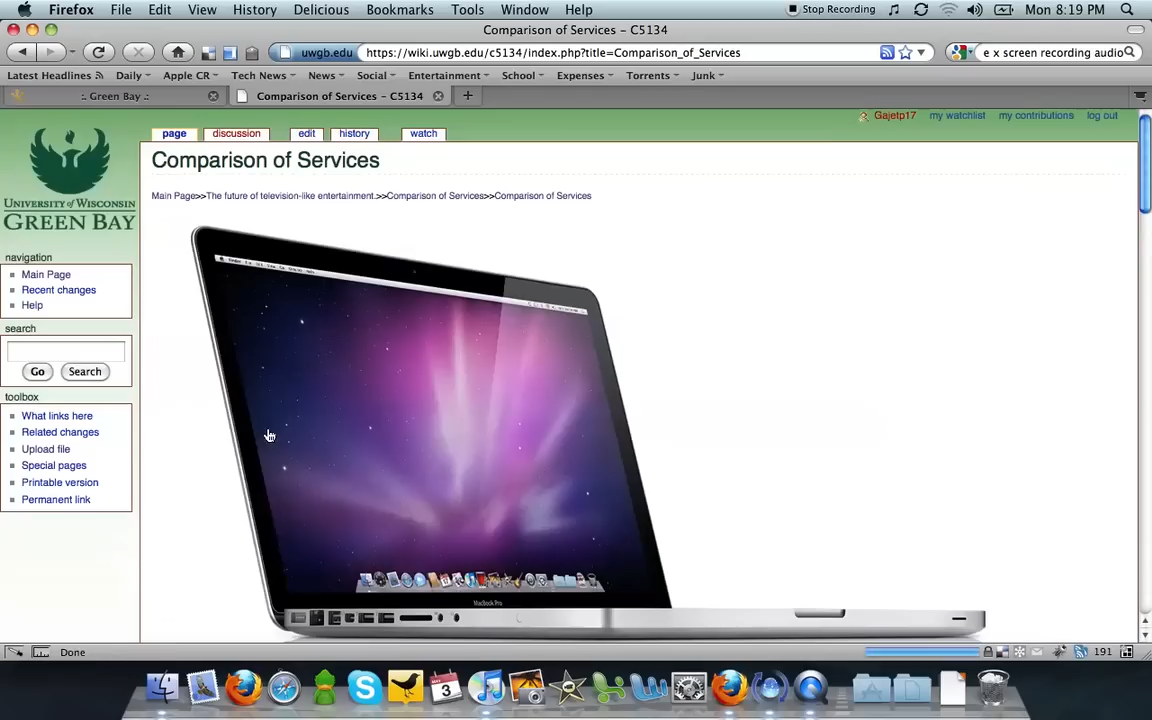 Firefox File Edit View History Delicious Bookmarks Tools Window Help Stop Recording Mon 8:19 PM
Comparison of Services - C5134
uwgb.edu https://wiki.uwgb.edu/c5134/index.php?title=Comparison_of_Services e x screen recording audio
Latest Headlines Daily Apple CR Tech News News Social Entertainment School Expenses Torrents Junk
:. Green Bay .: Comparison of Services - C5134
Gajetp17 my watchlist my contributions log out
page discussion edit history watch
Comparison of Services
UNIVERSITY of WISCONSIN
GREEN BAY
Main Page>>The future of television-like entertainment.>>Comparison of Services>>Comparison of Services
navigation
Main Page
Recent changes
Help
search
Go Search
toolbox
What links here
Related changes
Upload file
Special pages
Printable version
Permanent link
MacBook Pro
Done 191
MAY
3